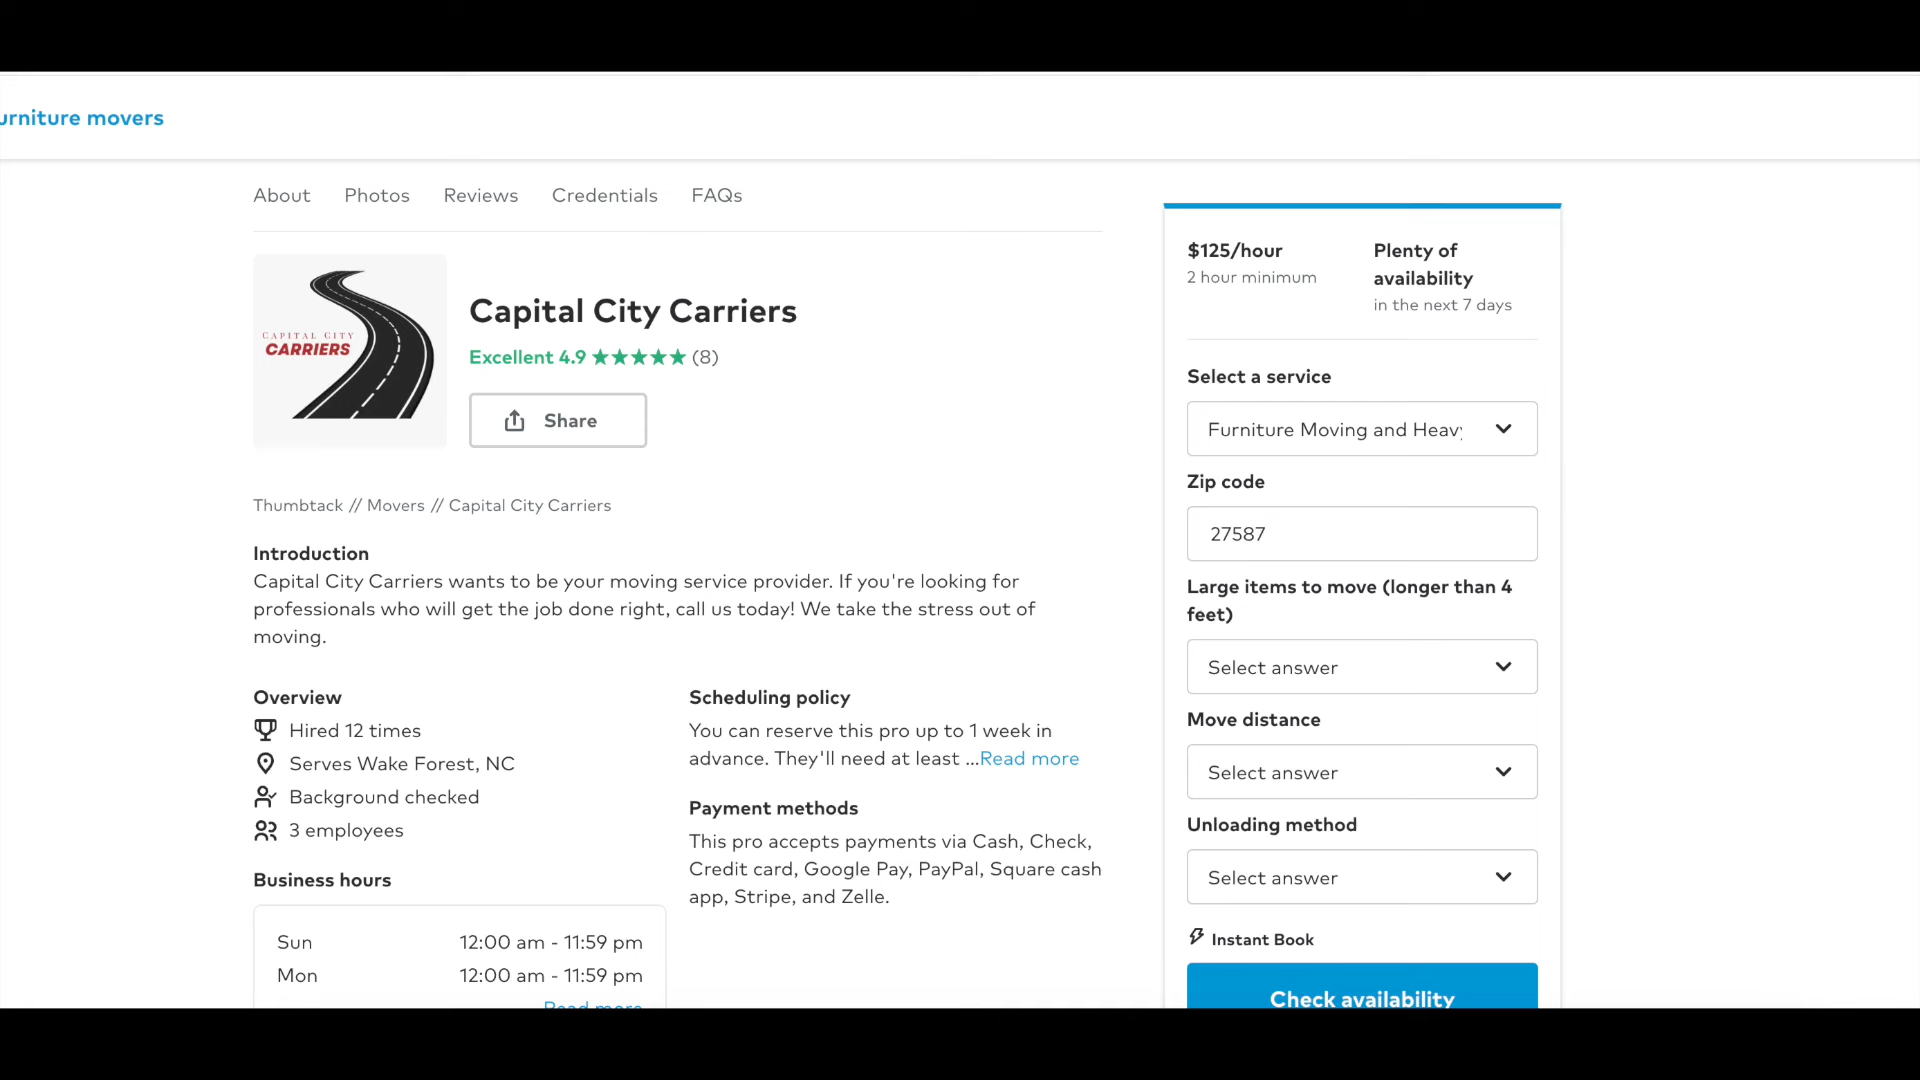 urniture movers
About Photos Reviews Credentials FAQs
CAPITAL CITY
CARRIERS
Capital City Carriers
Excellent 4.9 ★★★★★ (8)
Share
Thumbtack // Movers // Capital City Carriers
Introduction
Capital City Carriers wants to be your moving service provider. If you're looking for
professionals who will get the job done right, call us today! We take the stress out of
moving.
Overview
Hired 12 times
Serves Wake Forest, NC
Background checked
3 employees
Business hours
Sun 12:00 am - 11:59 pm
Mon 12:00 am - 11:59 pm
Read more
Scheduling policy
You can reserve this pro up to 1 week in
advance. They'll need at least ...Read more
Payment methods
This pro accepts payments via Cash, Check,
Credit card, Google Pay, PayPal, Square cash
app, Stripe, and Zelle.
$125/hour
2 hour minimum
Plenty of
availability
in the next 7 days
Select a service
Furniture Moving and Heavy
Zip code
27587
Large items to move (longer than 4
feet)
Select answer
Move distance
Select answer
Unloading method
Select answer
Instant Book
Check availability